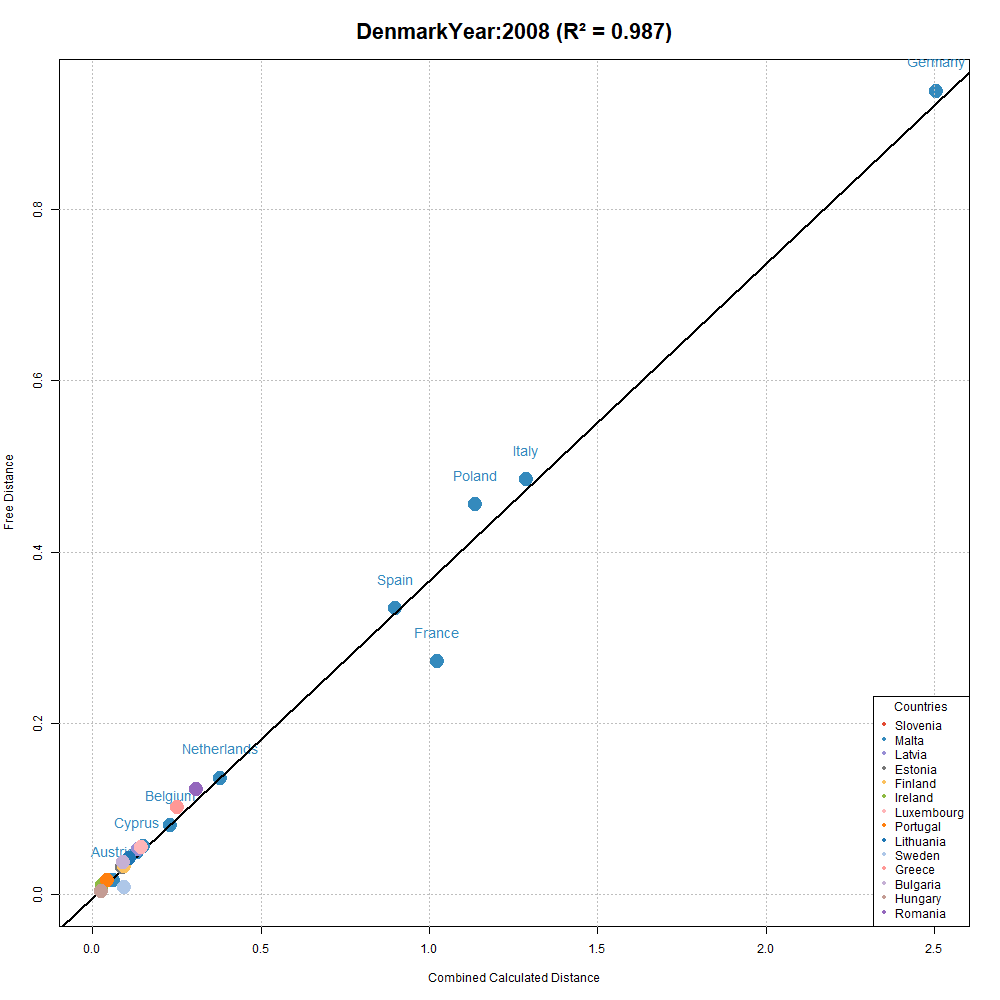 DenmarkYear:2008 (R² = 0.987)
Germany
Italy
Poland
Spain
France
Netherlands
Belgium
Cyprus
Austria
Free Distance
0.8
0.6
0.4
0.2
0.0
0.0
0.5
1.0
1.5
2.0
2.5
Combined Calculated Distance
Countries
Slovenia
Malta
Latvia
Estonia
Finland
Ireland
Luxembourg
Portugal
Lithuania
Sweden
Greece
Bulgaria
Hungary
Romania